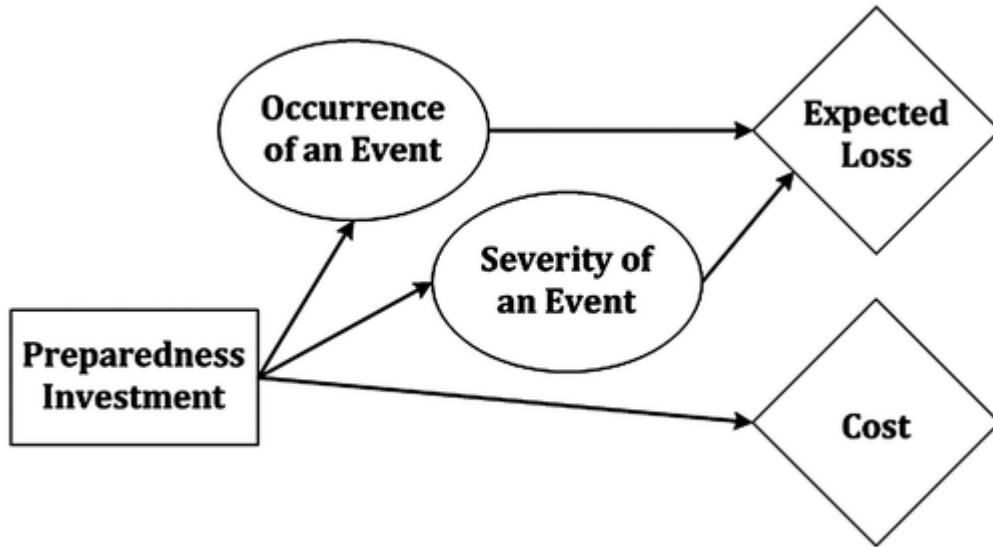 Occurrence
of an Event
Expected
Loss
Severity of
an Event
Preparedness
Investment
Cost